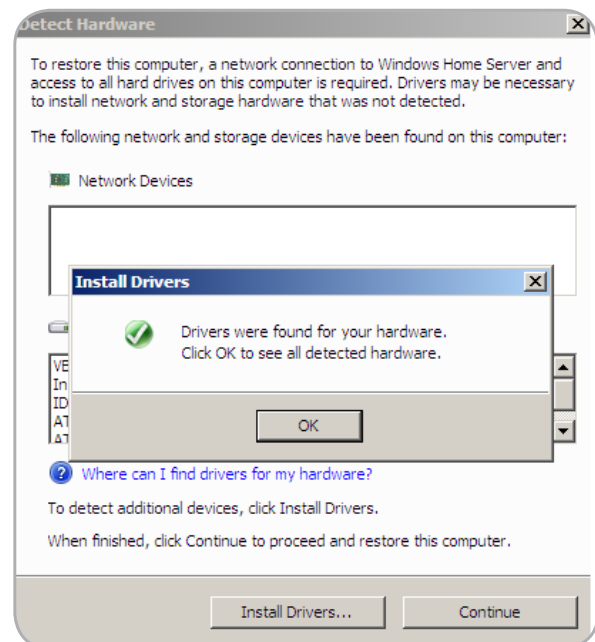 Detect Hardware
To restore this computer, a network connection to Windows Home Server and
access to all hard drives on this computer is required. Drivers may be necessary
to install network and storage hardware that was not detected.
The following network and storage devices have been found on this computer:
Network Devices
Install Drivers
Drivers were found for your hardware.
Click OK to see all detected hardware.
OK
Where can I find drivers for my hardware?
To detect additional devices, click Install Drivers.
When finished, click Continue to proceed and restore this computer.
Install Drivers...
Continue